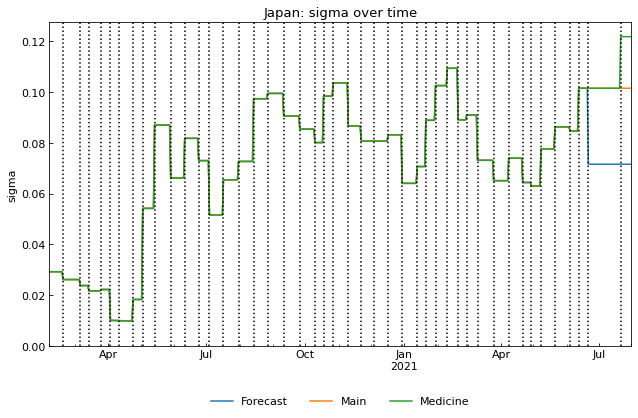 Japan: sigma over time
0.12
0.10
0.08
0.06
0.04
0.02
0.00
sigma
Apr Jul Oct Jan Apr Jul
2021
Forecast Main Medicine